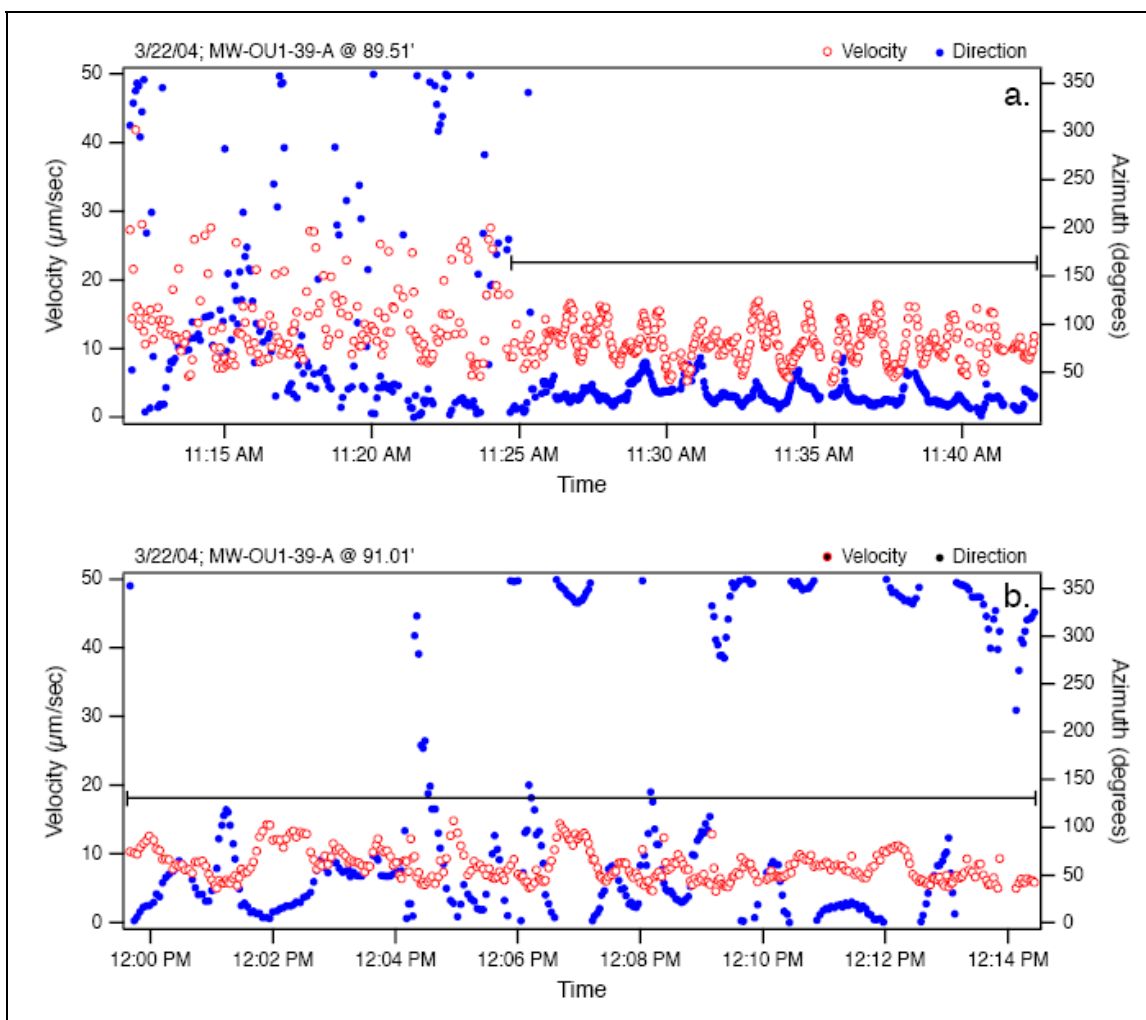 3/22/04; MW-OU1-39-A @ 89.51' Velocity Direction
a.
50
40
30
20
10
0
Velocity (µm/sec)
350
300
250
200
150
100
50
Azimuth (degrees)
11:15 AM 11:20 AM 11:25 AM 11:30 AM 11:35 AM 11:40 AM
Time
3/22/04; MW-OU1-39-A @ 91.01' Velocity Direction
b.
50
40
30
20
10
0
Velocity (µm/sec)
350
300
250
200
150
100
50
0
Azimuth (degrees)
12:00 PM 12:02 PM 12:04 PM 12:06 PM 12:08 PM 12:10 PM 12:12 PM 12:14 PM
Time